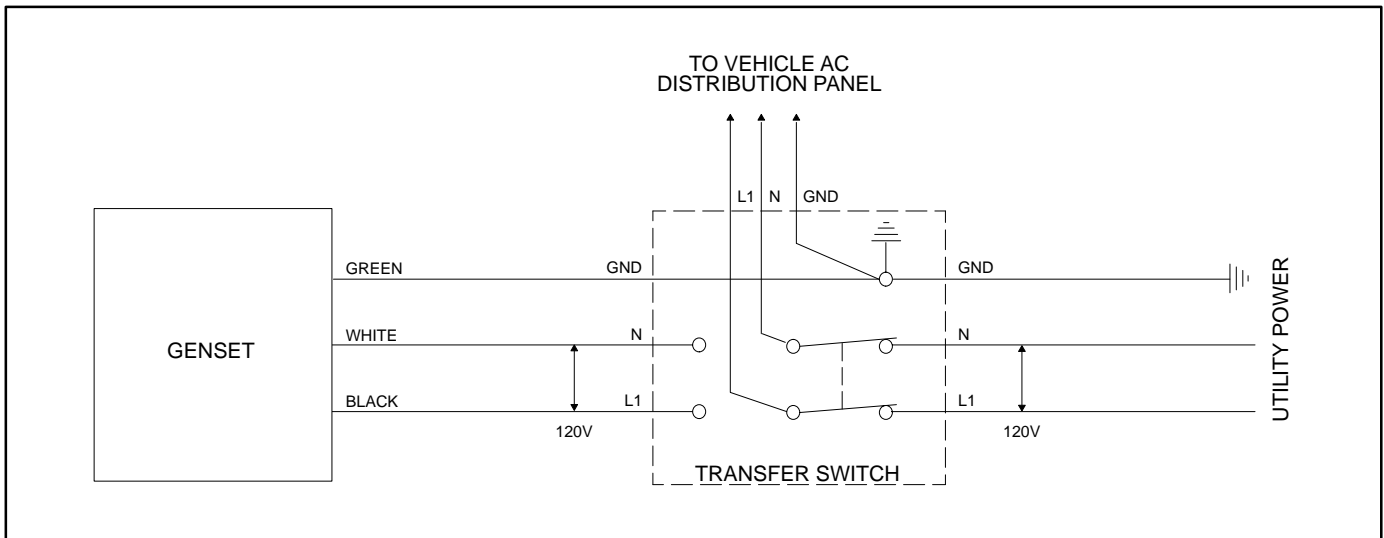 TO VEHICLE AC
DISTRIBUTION PANEL
L1 N GND
GREEN GND GND
WHITE N N
GENSET
BLACK L1 L1
120V 120V
TRANSFER SWITCH
UTILITY POWER